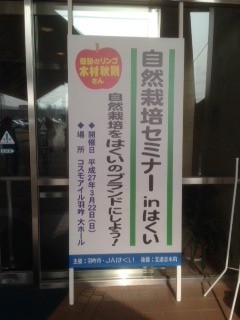 自然栽培セミナーinはくい
自然栽培をはくいのブランドにしよう!
奇跡のリンゴ
木村秋則
さん
◆開催日 平成27年3月22日(日)
◆場 所 コスモアイル羽咋 大ホール
主催:羽咋市・JAはくい